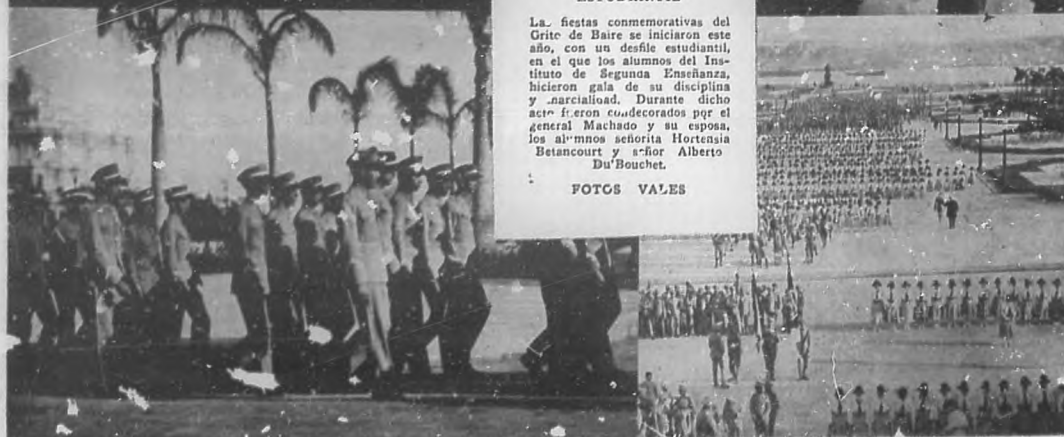 La_ fiestas conmemorativas del
Grito de Baire se iniciaron este
año, con un desfile estudiantil,
en el que los alumnos del Ins-
tituto de Segunda Enseñanza,
hicieron gala de su disciplina
y marcialidad. Durante dicho
acto fueron condecorados por el
general Machado y su esposa,
los alumnos señorita Hortensia
Betancourt y señor Alberto
Du'Bouchet.
FOTOS VALES